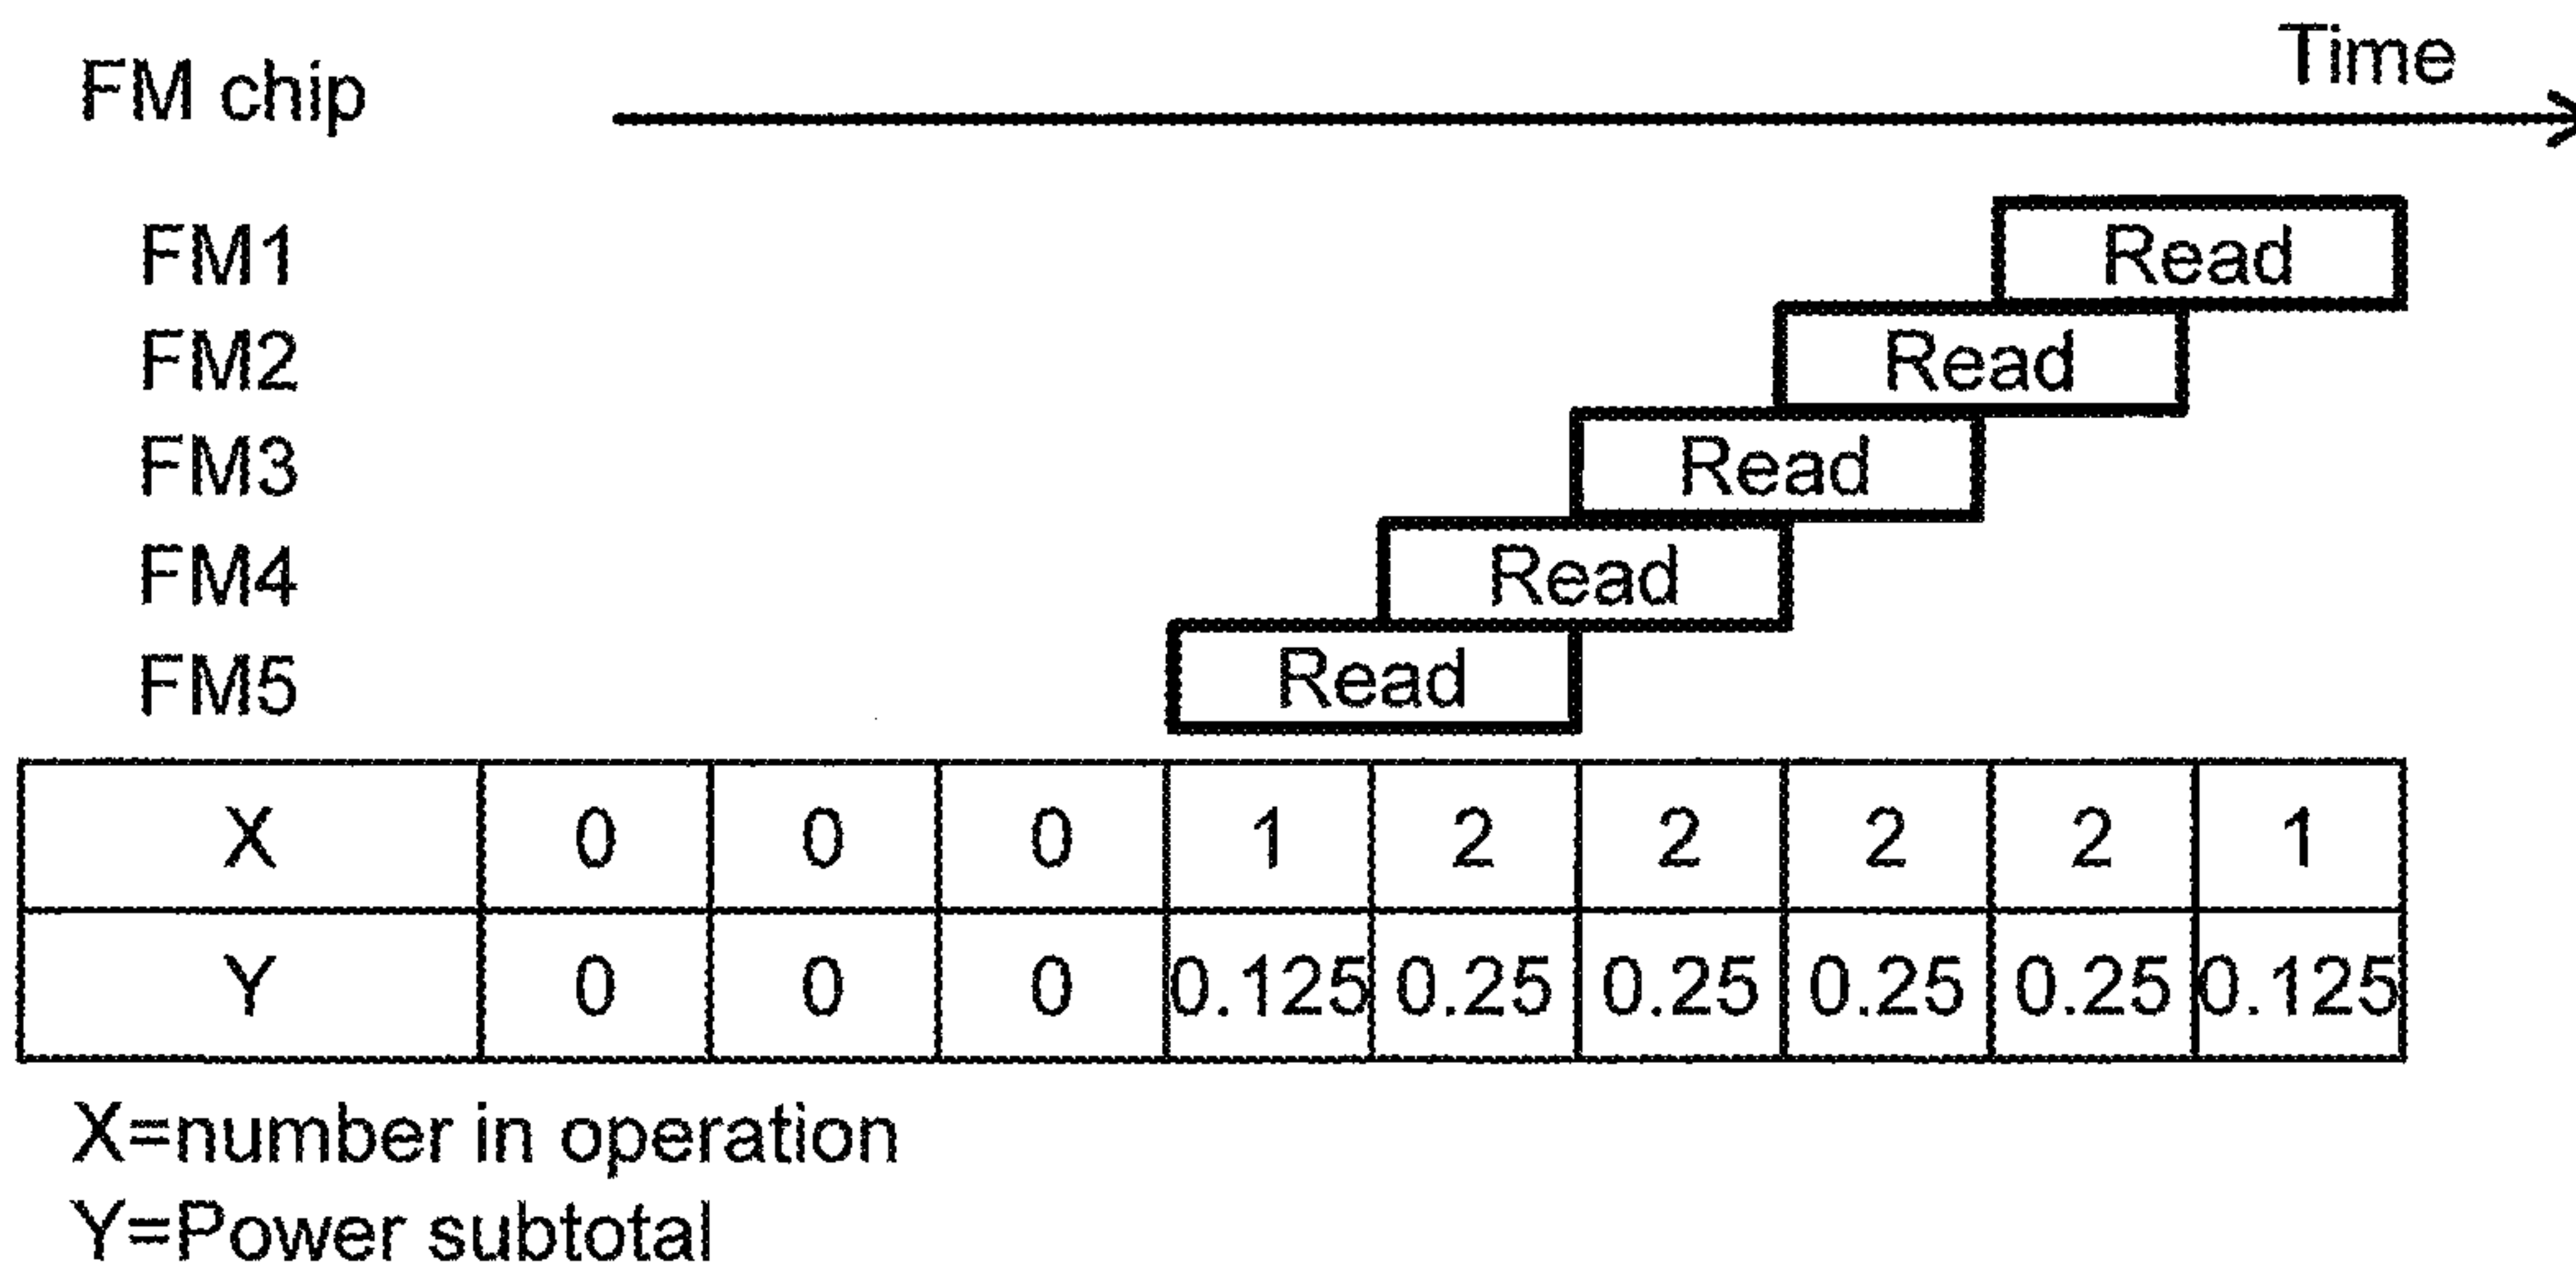 Time
FM chip
FM1 Read
FM2 Read
FM3 Read
FM4 Read
FM5 Read
X 0 0 0 1 2 2 2 2 1
Y 0 0 0 0.125 0.25 0.25 0.25 0.25 0.125
X=number in operation
Y=Power subtotal